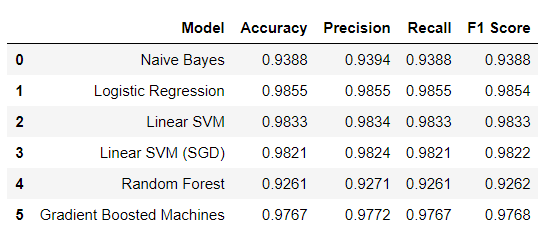 Model Accuracy Precision Recall F1 Score
0 Naive Bayes 0.9388 0.9394 0.9388 0.9388
1 Logistic Regression 0.9855 0.9855 0.9855 0.9854
2 Linear SVM 0.9833 0.9834 0.9833 0.9833
3 Linear SVM (SGD) 0.9821 0.9824 0.9821 0.9822
4 Random Forest 0.9261 0.9271 0.9261 0.9262
5 Gradient Boosted Machines 0.9767 0.9772 0.9767 0.9768